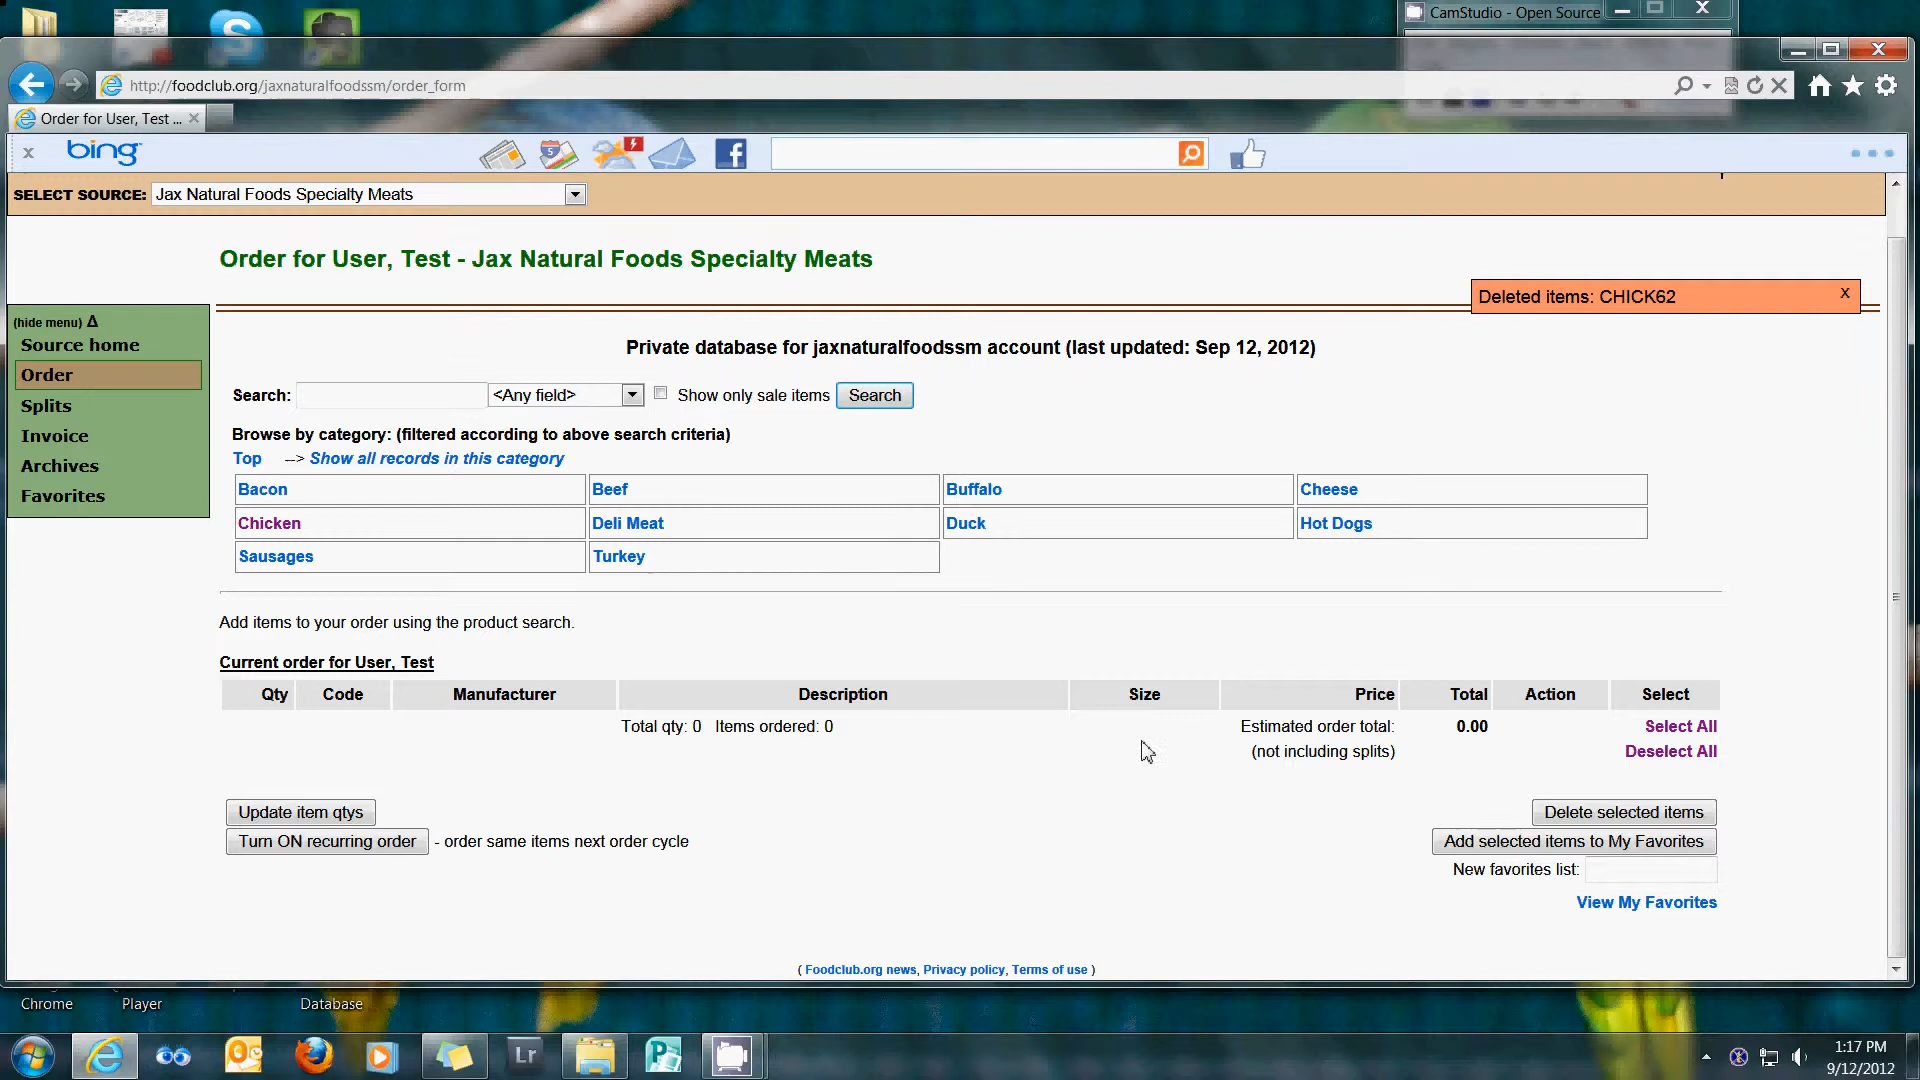 CamStudio - Open Source
http://foodclub.org/jaxnaturalfoodssm/order_form
Order for User, Test ...
x bing
SELECT SOURCE: Jax Natural Foods Specialty Meats
Order for User, Test - Jax Natural Foods Specialty Meats
Deleted items: CHICK62 x
(hide menu) Δ
Source home
Order
Splits
Invoice
Archives
Favorites
Private database for jaxnaturalfoodssm account (last updated: Sep 12, 2012)
Search: <Any field> Show only sale items Search
Browse by category: (filtered according to above search criteria)
Top --> Show all records in this category
Bacon Beef Buffalo Cheese
Chicken Deli Meat Duck Hot Dogs
Sausages Turkey
Add items to your order using the product search.
Current order for User, Test
Qty Code Manufacturer Description Size Price Total Action Select
Total qty: 0 Items ordered: 0 Estimated order total: 0.00 Select All
(not including splits) Deselect All
Update item qtys Delete selected items
Turn ON recurring order - order same items next order cycle Add selected items to My Favorites
New favorites list:
View My Favorites
( Foodclub.org news, Privacy policy, Terms of use )
Chrome Player Database
Lr
1:17 PM
9/12/2012